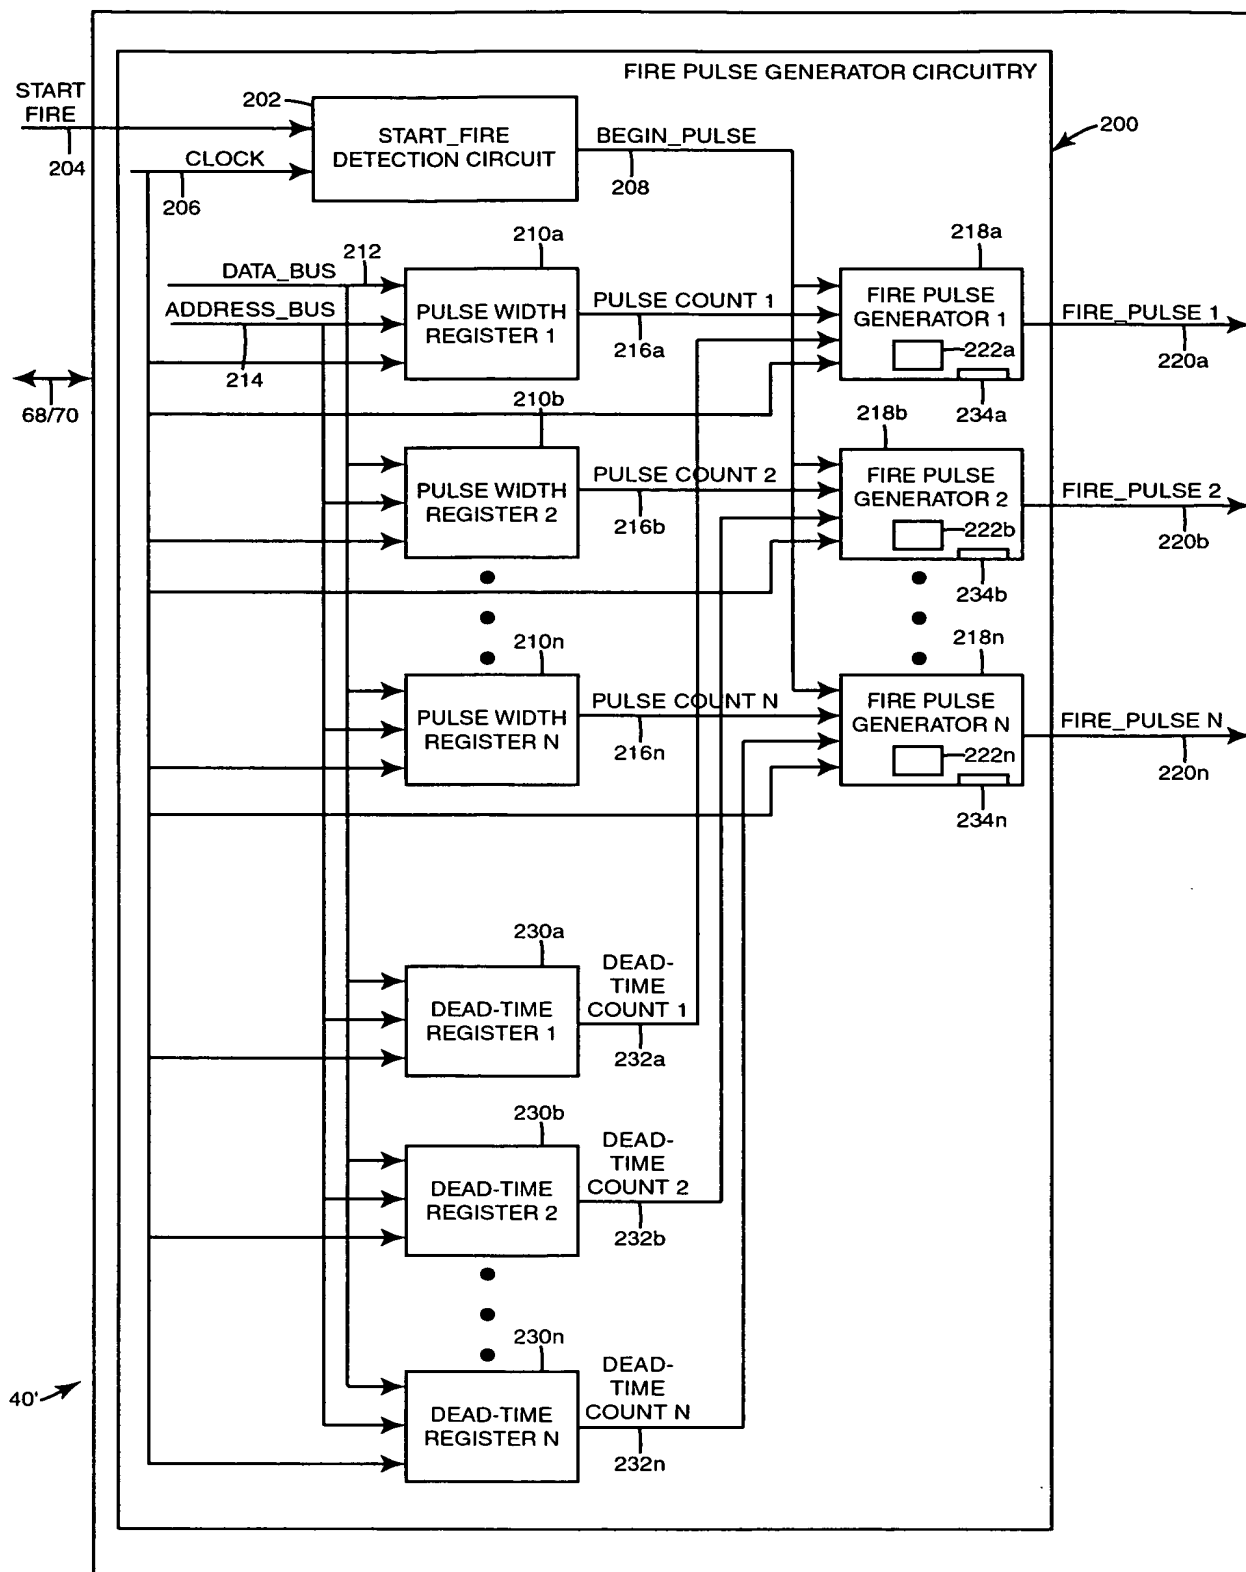 FIRE PULSE GENERATOR CIRCUITRY
START
FIRE
204
202
START_FIRE
DETECTION CIRCUIT
BEGIN_PULSE
208
200
CLOCK
206
212
DATA_BUS
ADDRESS_BUS
214
68/70
210a
PULSE WIDTH
REGISTER 1
PULSE COUNT 1
216a
218a
FIRE PULSE
GENERATOR 1
222a
234a
FIRE_PULSE 1
220a
210b
PULSE WIDTH
REGISTER 2
PULSE COUNT 2
216b
218b
FIRE PULSE
GENERATOR 2
222b
234b
FIRE_PULSE 2
220b
210n
PULSE WIDTH
REGISTER N
PULSE COUNT N
216n
218n
FIRE PULSE
GENERATOR N
222n
234n
FIRE_PULSE N
220n
230a
DEAD-TIME
REGISTER 1
DEAD-
TIME
COUNT 1
232a
230b
DEAD-TIME
REGISTER 2
DEAD-
TIME
COUNT 2
232b
230n
DEAD-TIME
REGISTER N
DEAD-
TIME
COUNT N
232n
40'